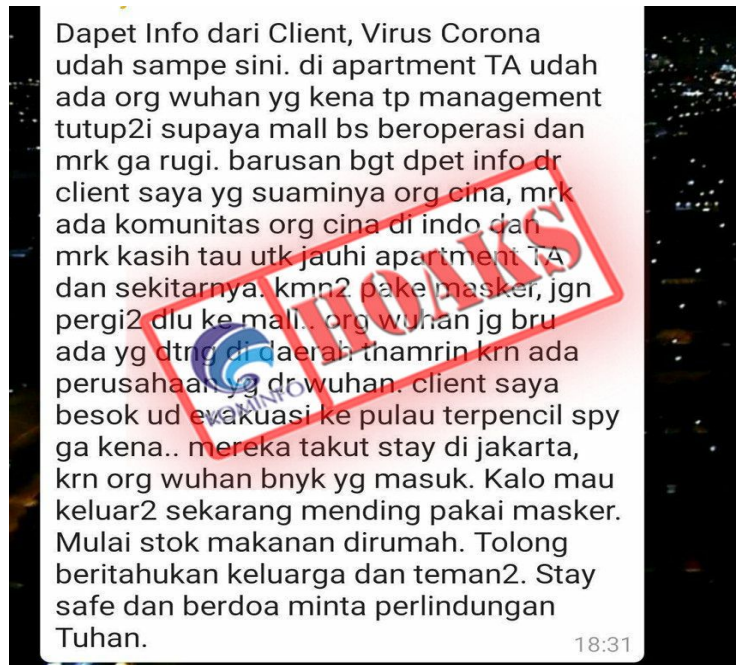 Dapet Info dari Client, Virus Corona
udah sampe sini. di apartment TA udah
ada org wuhan yg kena tp management
tutup2i supaya mall bs beroperasi dan
mrk ga rugi. barusan bgt dpet info dr
client saya yg suaminya org cina, mrk
ada komunitas org cina di indo dan
mrk kasih tau utk jauhi apartment TA
dan sekitarnya. kmn2 pake masker, jgn
pergi2 dlu ke mall.. org wuhan jg bru
ada yg dtng di daerah thamrin krn ada
perusahaan yg dr wuhan. client saya
besok ud evakuasi ke pulau terpencil spy
ga kena.. mereka takut stay di jakarta,
krn org wuhan bnyk yg masuk. Kalo mau
keluar2 sekarang mending pakai masker.
Mulai stok makanan dirumah. Tolong
beritahukan keluarga dan teman2. Stay
safe dan berdoa minta perlindungan
Tuhan.
18:31
HOAKS
KOMINFO